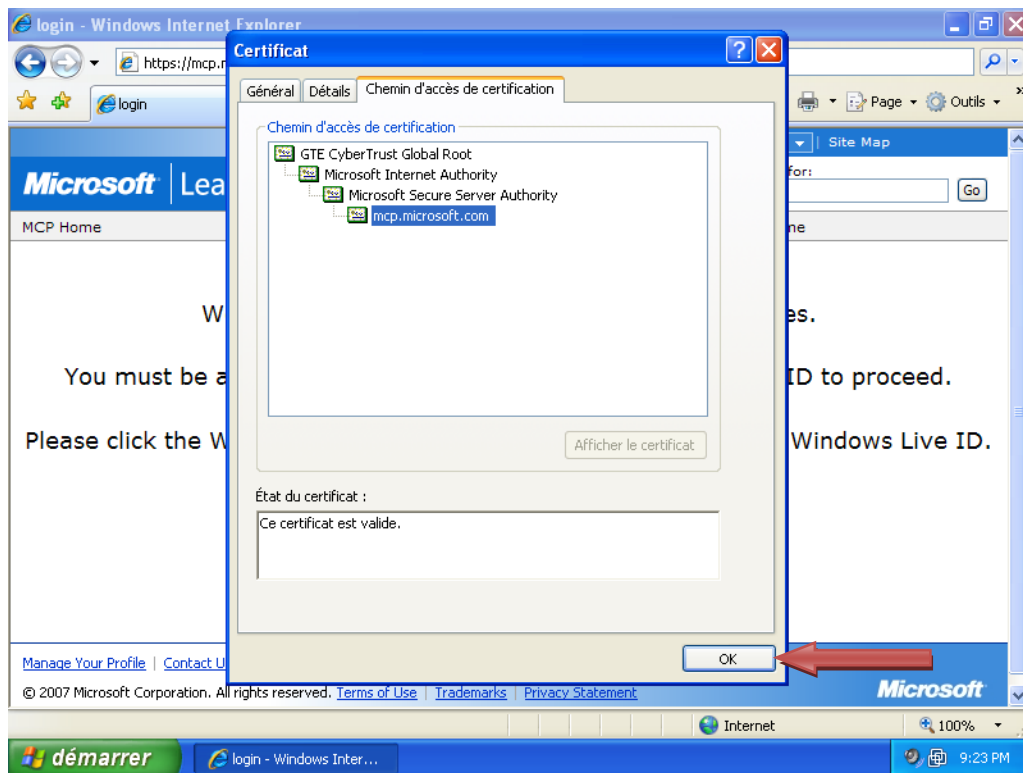 login - Windows Internet Explorer
Certificat
https://mcp.
login
Page
Outils
Général
Détails
Chemin d'accès de certification
Chemin d'accès de certification
GTE CyberTrust Global Root
Microsoft Internet Authority
Microsoft Secure Server Authority
mcp.microsoft.com
Site Map
Microsoft
Lea
for:
Go
MCP Home
me
W
es.
You must be a
ID to proceed.
Please click the W
Windows Live ID.
Afficher le certificat
État du certificat :
Ce certificat est valide.
OK
Manage Your Profile | Contact U
© 2007 Microsoft Corporation. All rights reserved. Terms of Use | Trademarks | Privacy Statement
Microsoft
Internet
100%
démarrer
login - Windows Inter...
9:23 PM